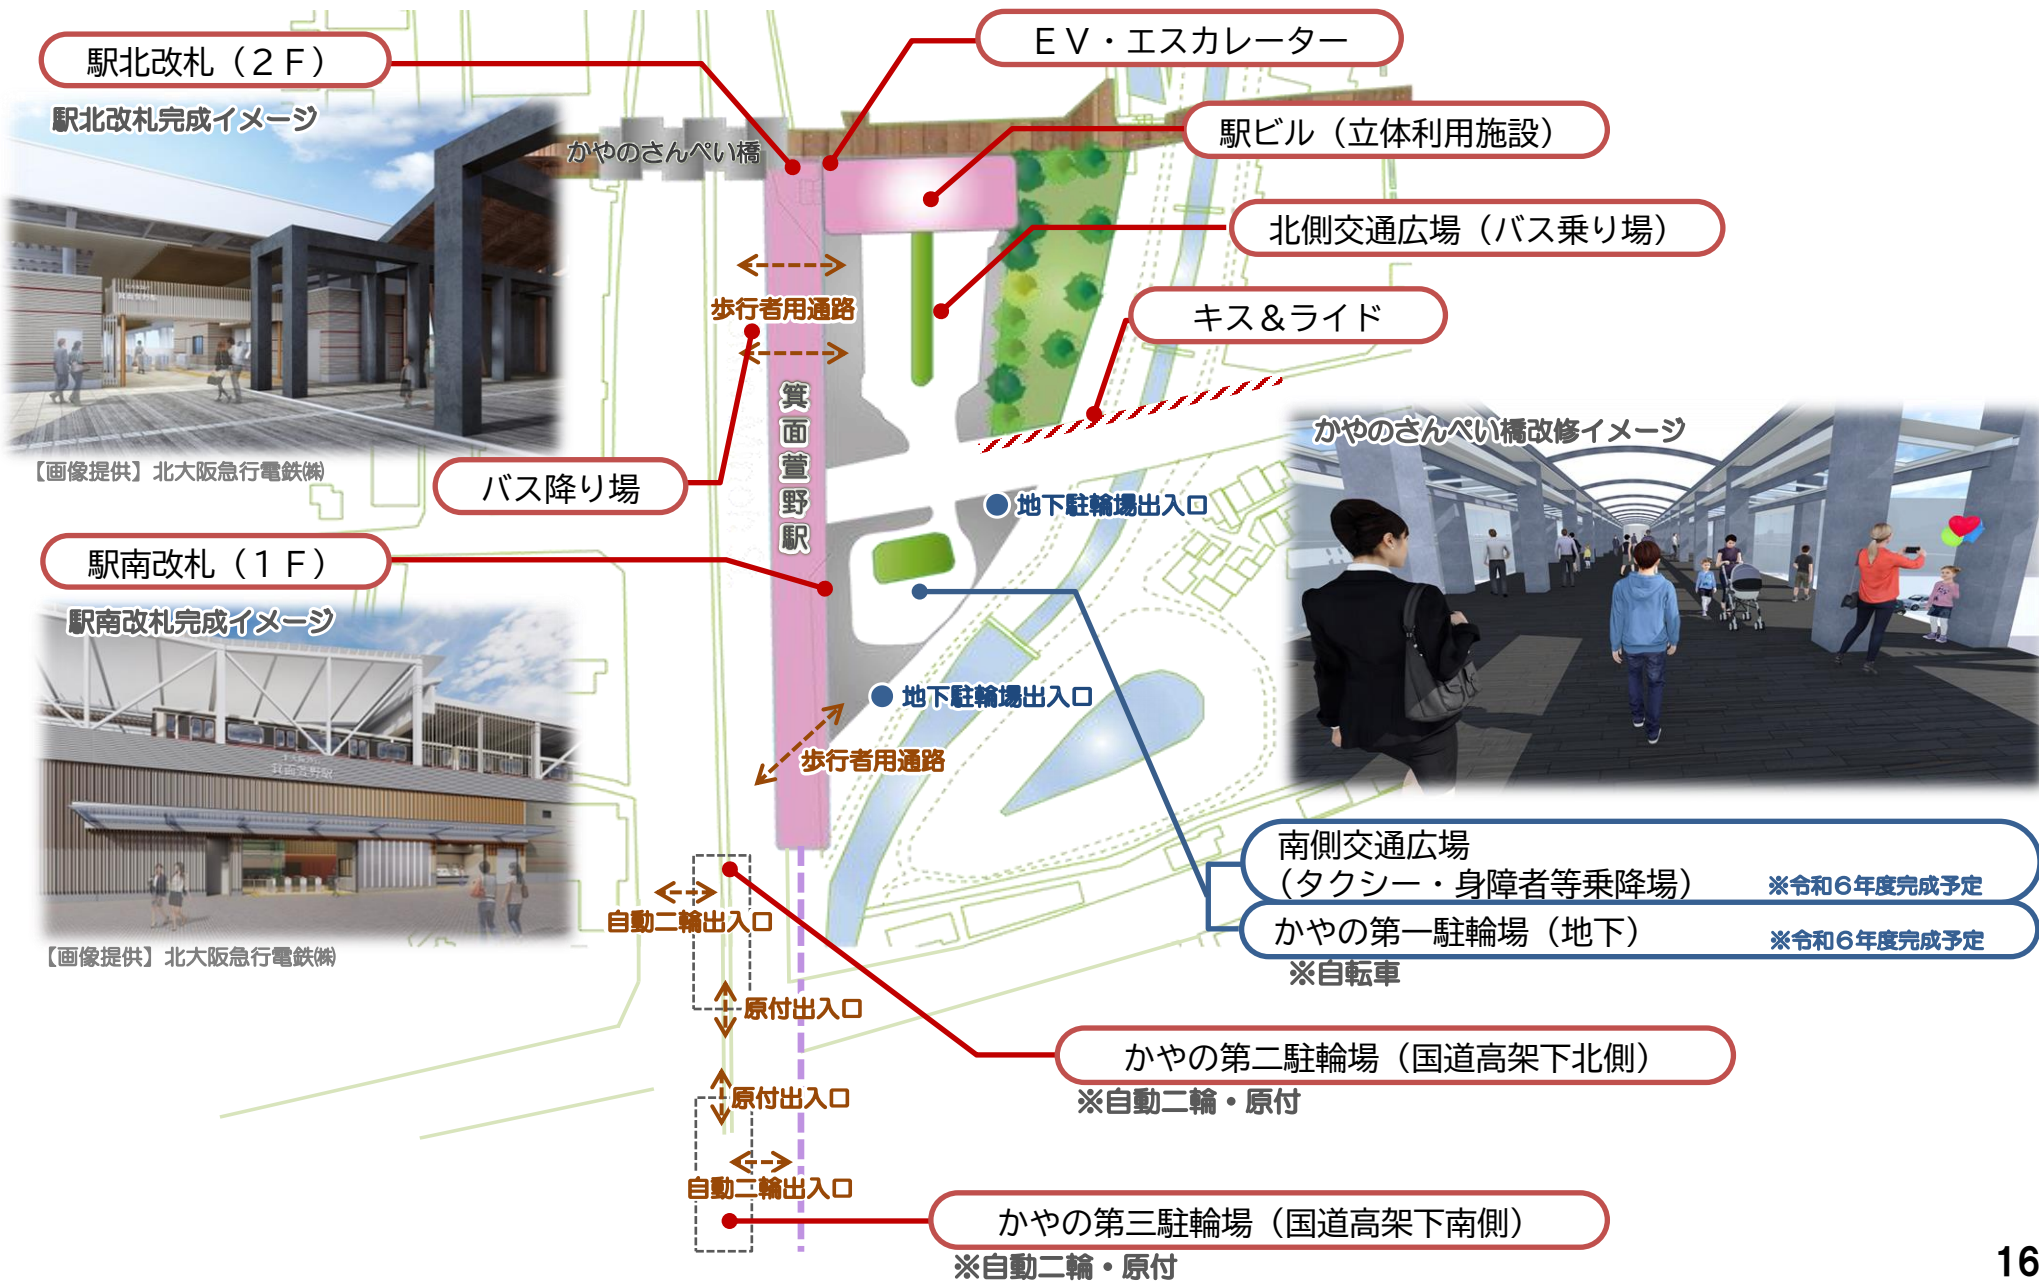 ＥＶ・エスカレーター
駅北改札（２Ｆ）
駅北改札完成イメージ
駅ビル（立体利用施設）
かやのさんぺい橋
北側交通広場（バス乗り場）
歩行者用通路
キス＆ライド
箕面萱野駅
かやのさんぺい橋改修イメージ
【画像提供】北大阪急行電鉄㈱
バス降り場
地下駐輪場出入口
駅南改札（１Ｆ）
駅南改札完成イメージ
地下駐輪場出入口
歩行者用通路
箕面萱野駅
南側交通広場
（タクシー・身障者等乗降場）　※令和６年度完成予定
自動二輪出入口
かやの第一駐輪場（地下）　※令和６年度完成予定
【画像提供】北大阪急行電鉄㈱
※自転車
原付出入口
かやの第二駐輪場（国道高架下北側）
原付出入口
※自動二輪・原付
自動二輪出入口
かやの第三駐輪場（国道高架下南側）
※自動二輪・原付
16